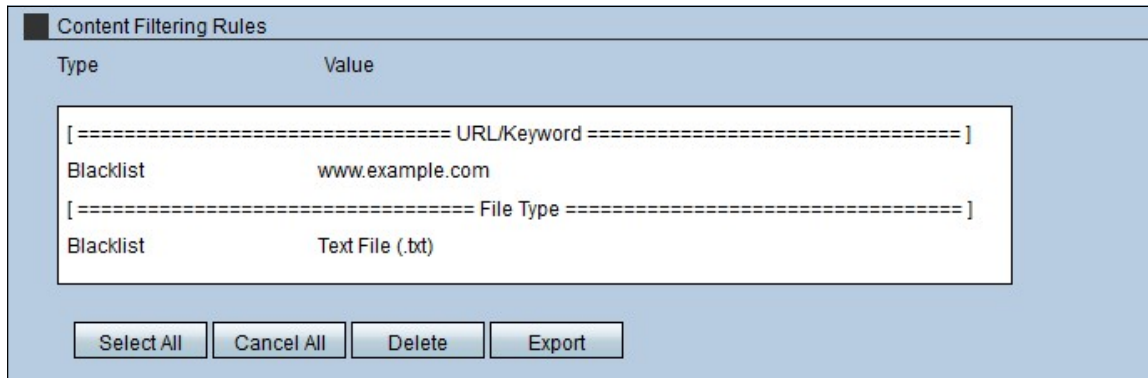 Content Filtering Rules
Type Value
[ ================================ URL/Keyword ================================ ]
Blacklist www.example.com
[ ================================== File Type ================================== ]
Blacklist Text File (.txt)
Select All Cancel All Delete Export